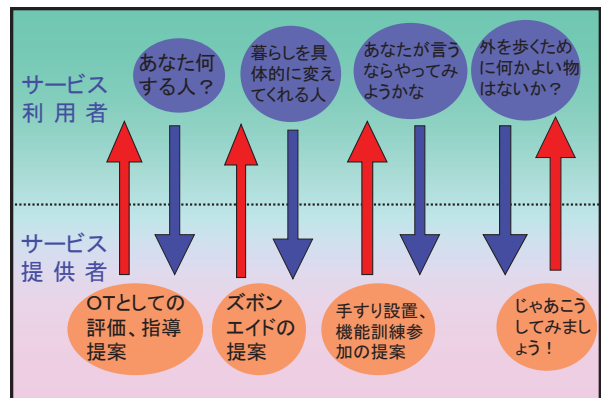 サービス
利用者
あなた何
する人?
暮らしを具
体的に変え
てくれる人
あなたが言う
ならやってみ
ようかな
外を歩くため
に何かよい物
はないか?
サービス
提供者
OTとしての
評価、指導
提案
ズボン
エイドの
提案
手すり設置、
機能訓練参
加の提案
じゃあこう
してみまし
ょう!